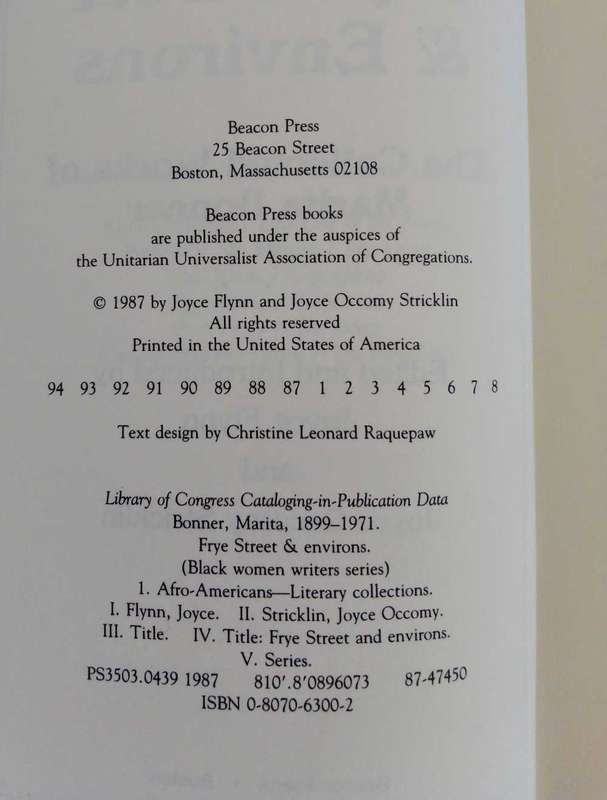 & Environs
Beacon Press
25 Beacon Street
Boston, Massachusetts 02108
Beacon Press books
are published under the auspices of
the Unitarian Universalist Association of Congregations.
© 1987 by Joyce Flynn and Joyce Occomy Stricklin
All rights reserved
Printed in the United States of America
94 93 92 91 90 89 88 87 1 2 3 4 5 6 7 8
Text design by Christine Leonard Raquepaw
Library of Congress Cataloging-in-Publication Data
Bonner, Marita, 1899–1971.
Frye Street & environs.
(Black women writers series)
1. Afro-Americans—Literary collections.
I. Flynn, Joyce. II. Stricklin, Joyce Occomy.
III. Title. IV. Title: Frye Street and environs.
V. Series.
PS3503.0439 1987 810'.8'0896073 87-47450
ISBN 0-8070-6300-2